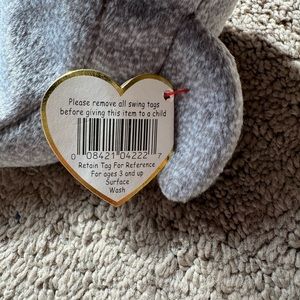 Please remove all swing tags
before giving this item to a child
0 08421 04222 7
Retain Tag For Reference
For ages 3 and up
Surface
Wash